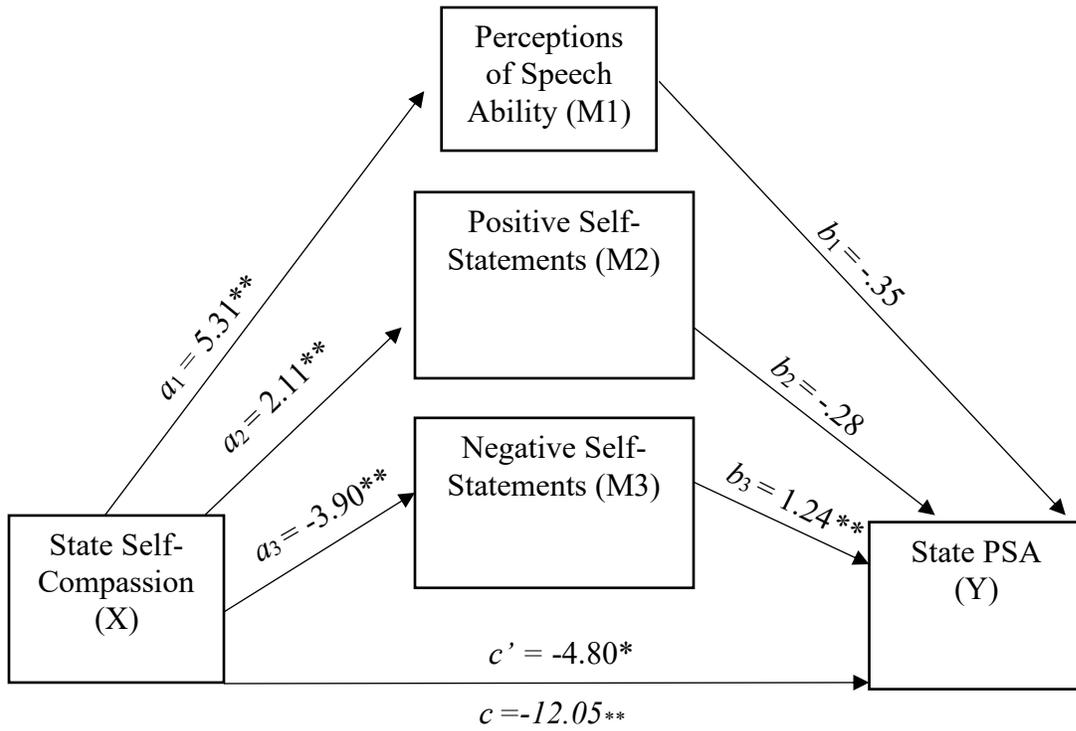 Perceptions
of Speech
Ability (M1)
Positive Self-
Statements (M2)
Negative Self-
Statements (M3)
State Self-
Compassion
(X)
State PSA
(Y)
a₁ = 5.31**
a₂ = 2.11**
a₃ = -3.90**
b₁ = -.35
b₂ = -.28
b₃ = 1.24**
c’ = -4.80*
c =-12.05**